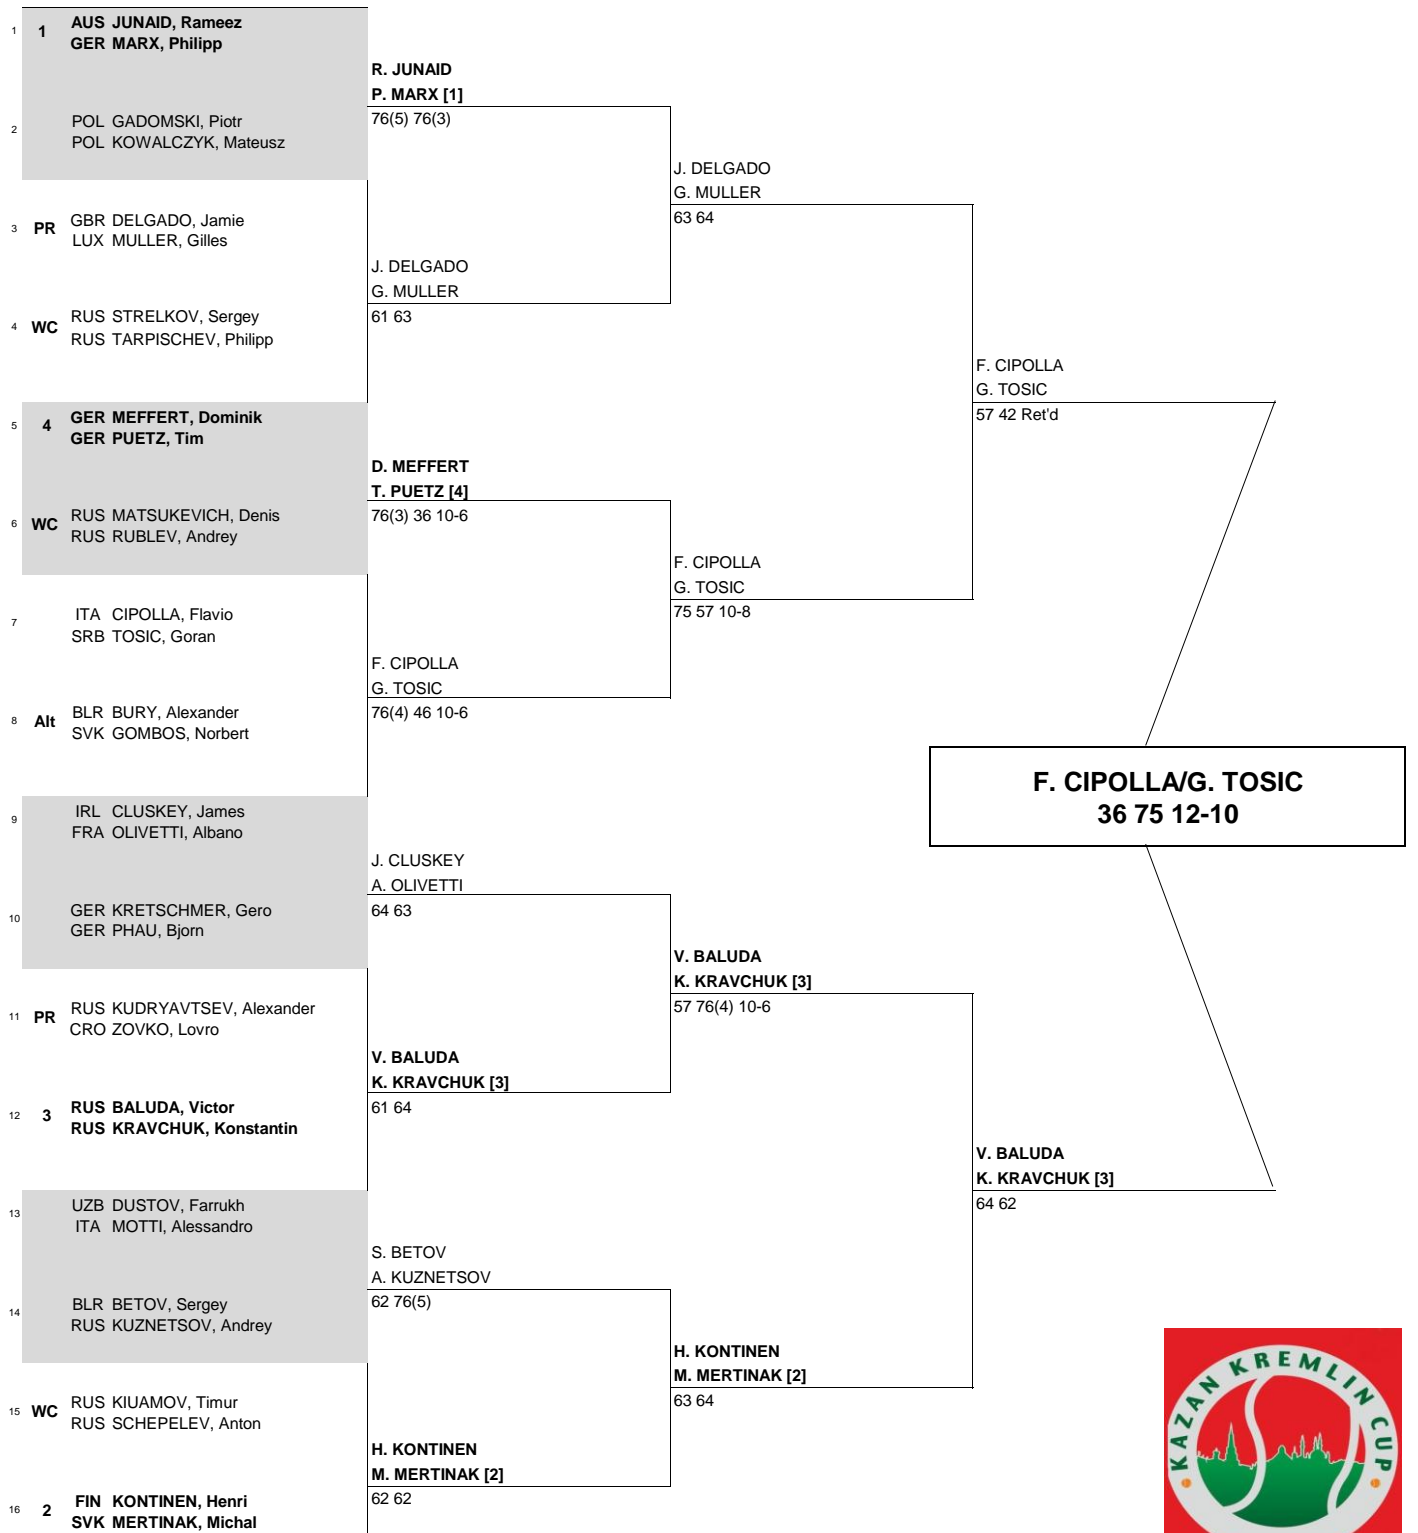 1 1 AUS JUNAID, Rameez
GER MARX, Philipp
R. JUNAID
P. MARX [1]
76(5) 76(3)
2 POL GADOMSKI, Piotr
POL KOWALCZYK, Mateusz
J. DELGADO
G. MULLER
63 64
3 PR GBR DELGADO, Jamie
LUX MULLER, Gilles
J. DELGADO
G. MULLER
61 63
4 WC RUS STRELKOV, Sergey
RUS TARPISCHEV, Philipp
F. CIPOLLA
G. TOSIC
57 42 Ret'd
5 4 GER MEFFERT, Dominik
GER PUETZ, Tim
D. MEFFERT
T. PUETZ [4]
76(3) 36 10-6
6 WC RUS MATSUKEVICH, Denis
RUS RUBLEV, Andrey
F. CIPOLLA
G. TOSIC
75 57 10-8
7 ITA CIPOLLA, Flavio
SRB TOSIC, Goran
F. CIPOLLA
G. TOSIC
76(4) 46 10-6
8 Alt BLR BURY, Alexander
SVK GOMBOS, Norbert
F. CIPOLLA/G. TOSIC
36 75 12-10
9 IRL CLUSKEY, James
FRA OLIVETTI, Albano
J. CLUSKEY
A. OLIVETTI
64 63
10 GER KRETSCHMER, Gero
GER PHAU, Bjorn
V. BALUDA
K. KRAVCHUK [3]
57 76(4) 10-6
11 PR RUS KUDRYAVTSEV, Alexander
CRO ZOVKO, Lovro
V. BALUDA
K. KRAVCHUK [3]
61 64
12 3 RUS BALUDA, Victor
RUS KRAVCHUK, Konstantin
V. BALUDA
K. KRAVCHUK [3]
64 62
13 UZB DUSTOV, Farrukh
ITA MOTTI, Alessandro
S. BETOV
A. KUZNETSOV
62 76(5)
14 BLR BETOV, Sergey
RUS KUZNETSOV, Andrey
H. KONTINEN
M. MERTINAK [2]
63 64
15 WC RUS KIUAMOV, Timur
RUS SCHEPELEV, Anton
H. KONTINEN
M. MERTINAK [2]
62 62
16 2 FIN KONTINEN, Henri
SVK MERTINAK, Michal
KAZAN KREMLIN CUP